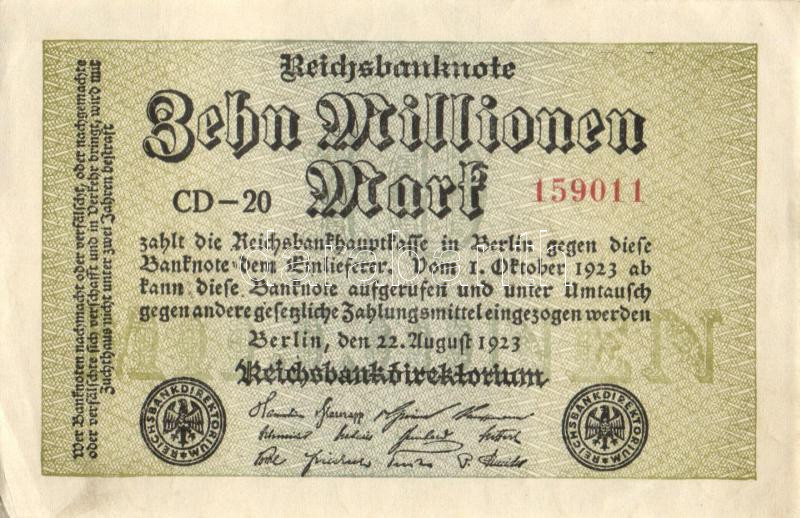 Reichsbanknote
Zehn Millionen
Mark
CD-20
159011
zahlt die Reichsbankhauptkasse in Berlin gegen diese
Banknote dem Einlieferer. Vom 1. Oktober 1923 ab
kann diese Banknote aufgerufen und unter Umtausch
gegen andere gesetzliche Zahlungsmittel eingezogen werden
Berlin, den 22. August 1923
Reichsbankdirektorium
REICHSBANKDIREKTORIUM
REICHSBANKDIREKTORIUM
Wer Banknoten nachmacht oder verfälscht, oder nachgemachte
oder verfälschte sich verschafft und in Verkehr bringt, wird mit
Zuchthaus nicht unter zwei Jahren bestraft